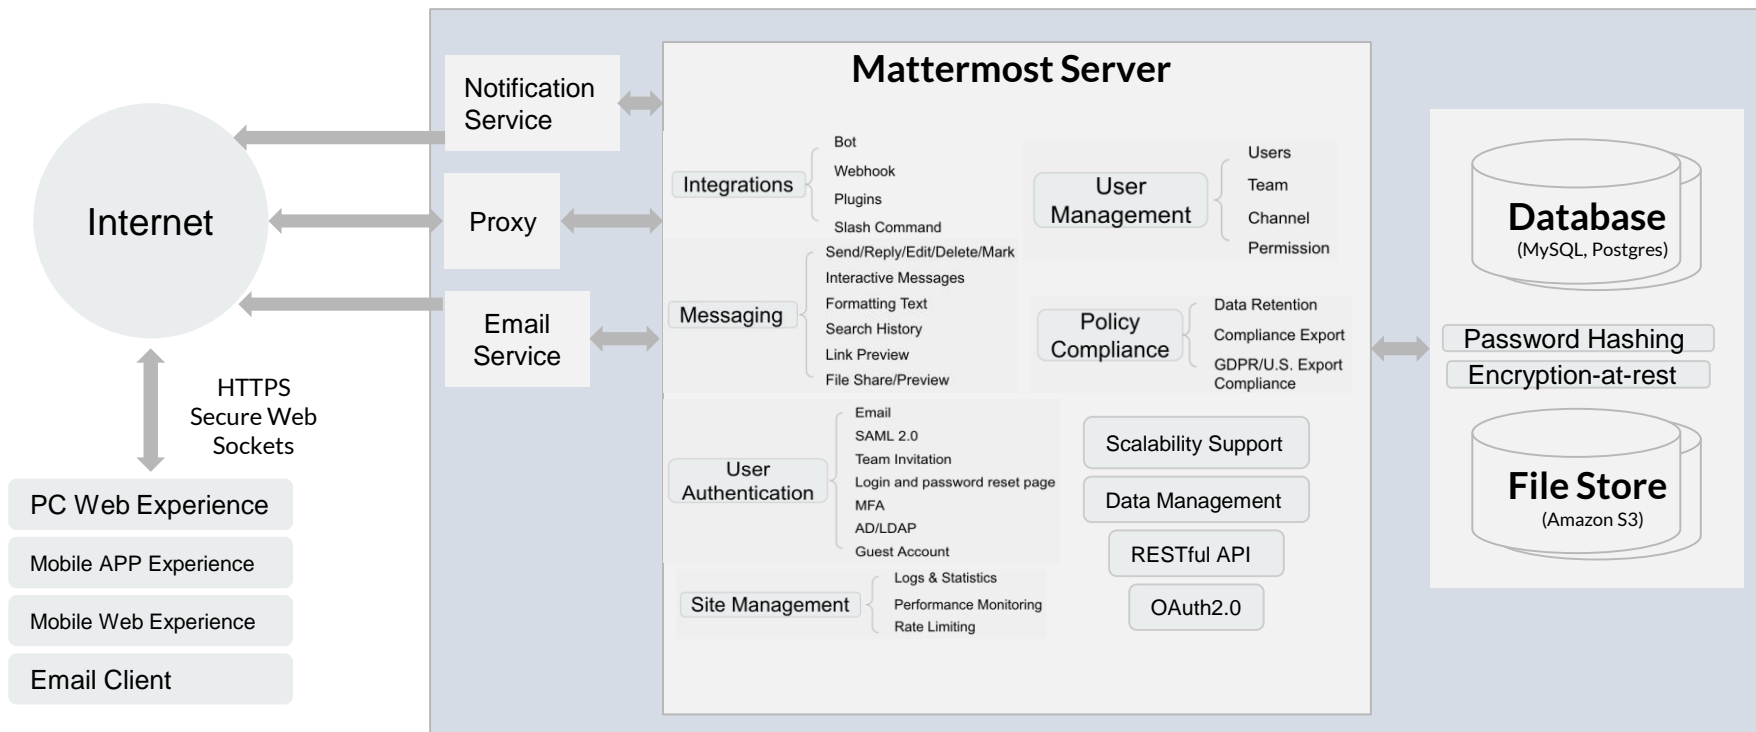 Internet
HTTPS
Secure Web
Sockets
PC Web Experience
Mobile APP Experience
Mobile Web Experience
Email Client
Notification
Service
Proxy
Email
Service
Mattermost Server
Integrations
Bot
Webhook
Plugins
Slash Command
Messaging
Send/Reply/Edit/Delete/Mark
Interactive Messages
Formatting Text
Search History
Link Preview
File Share/Preview
User
Authentication
Email
SAML 2.0
Team Invitation
Login and password reset page
MFA
AD/LDAP
Guest Account
Site Management
Logs & Statistics
Performance Monitoring
Rate Limiting
User
Management
Users
Team
Channel
Permission
Policy
Compliance
Data Retention
Compliance Export
GDPR/U.S. Export
Compliance
Scalability Support
Data Management
RESTful API
OAuth2.0
Database
(MySQL, Postgres)
Password Hashing
Encryption-at-rest
File Store
(Amazon S3)